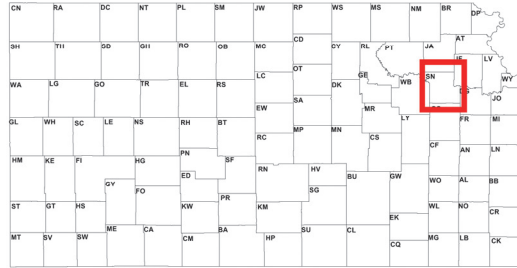 CN RA DC NT PL SM JW RP WS MS NM BR DP
CD AT
SH TH SD GH RO OB MC CY RL PT JA JF LV
LC OT GE WB SN WY
WA LG GO TR EL RS DK DG JO
EW SA MR
GL WH SC LE NS RH BT LY FR MI
RC MP MN CS
HM KE FI HG PN SF CF AN LN
ED RN HV
GY FO SG BU GW WO AL BB
ST GT HS KW PR KM WL NO CR
EK
MT SV SW ME CA CM BA HP SU CL CQ MG LB CK